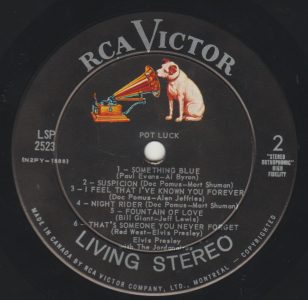 RCA VICTOR
LSP
2523
(N2PY-1588)
POT LUCK
2
"STEREO-
ORTHOPHONIC"
HIGH
FIDELITY
1 - SOMETHING BLUE
(Paul Evans-Al Byron)
2 - SUSPICION (Doc Pomus-Mort Shuman)
3 - I FEEL THAT I'VE KNOWN YOU FOREVER
(Doc Pomus-Alan Jeffries)
4 - NIGHT RIDER (Doc Pomus-Mort Shuman)
5 - FOUNTAIN OF LOVE
(Bill Giant-Jeff Lewis)
6 - THAT'S SOMEONE YOU NEVER FORGET
(Red West-Elvis Presley)
Elvis Presley
with The Jordanaires
LIVING STEREO
MADE IN CANADA BY RCA VICTOR COMPANY, LTD., MONTREAL - COPYRIGHTED